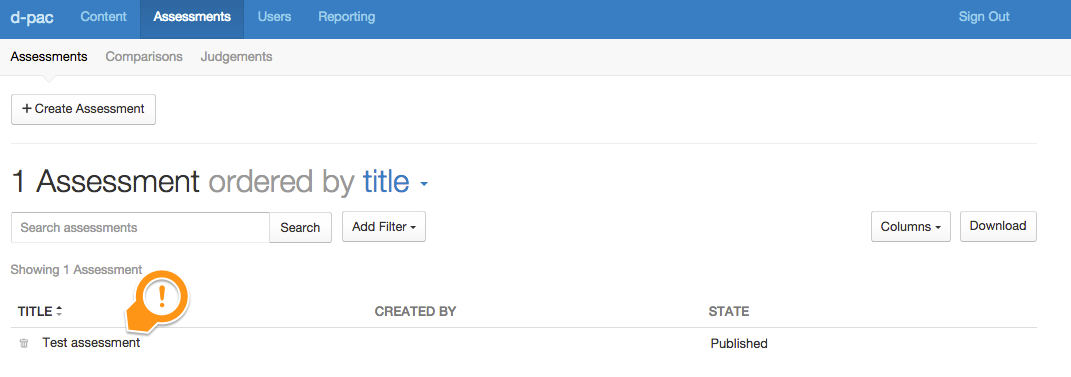 d-pac Content Assessments Users Reporting Sign Out
Assessments Comparisons Judgements
+ Create Assessment
1 Assessment ordered by title
Search assessments Search Add Filter Columns Download
Showing 1 Assessment
!
TITLE CREATED BY STATE
Test assessment Published